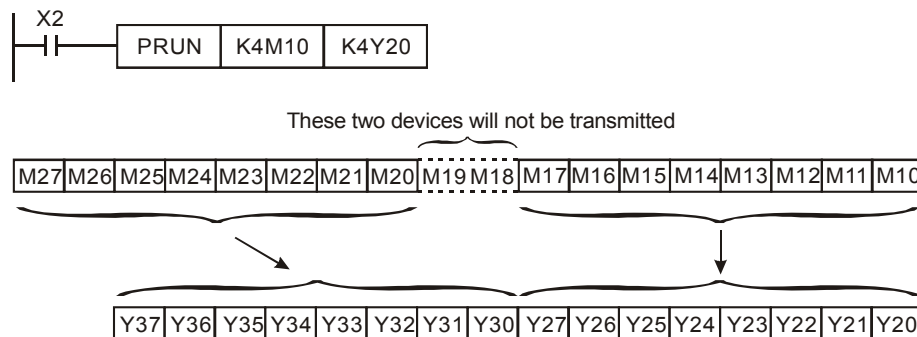 X2
PRUN K4M10 K4Y20
These two devices will not be transmitted
M27 M26 M25 M24 M23 M22 M21 M20 M19 M18 M17 M16 M15 M14 M13 M12 M11 M10
Y37 Y36 Y35 Y34 Y33 Y32 Y31 Y30 Y27 Y26 Y25 Y24 Y23 Y22 Y21 Y20